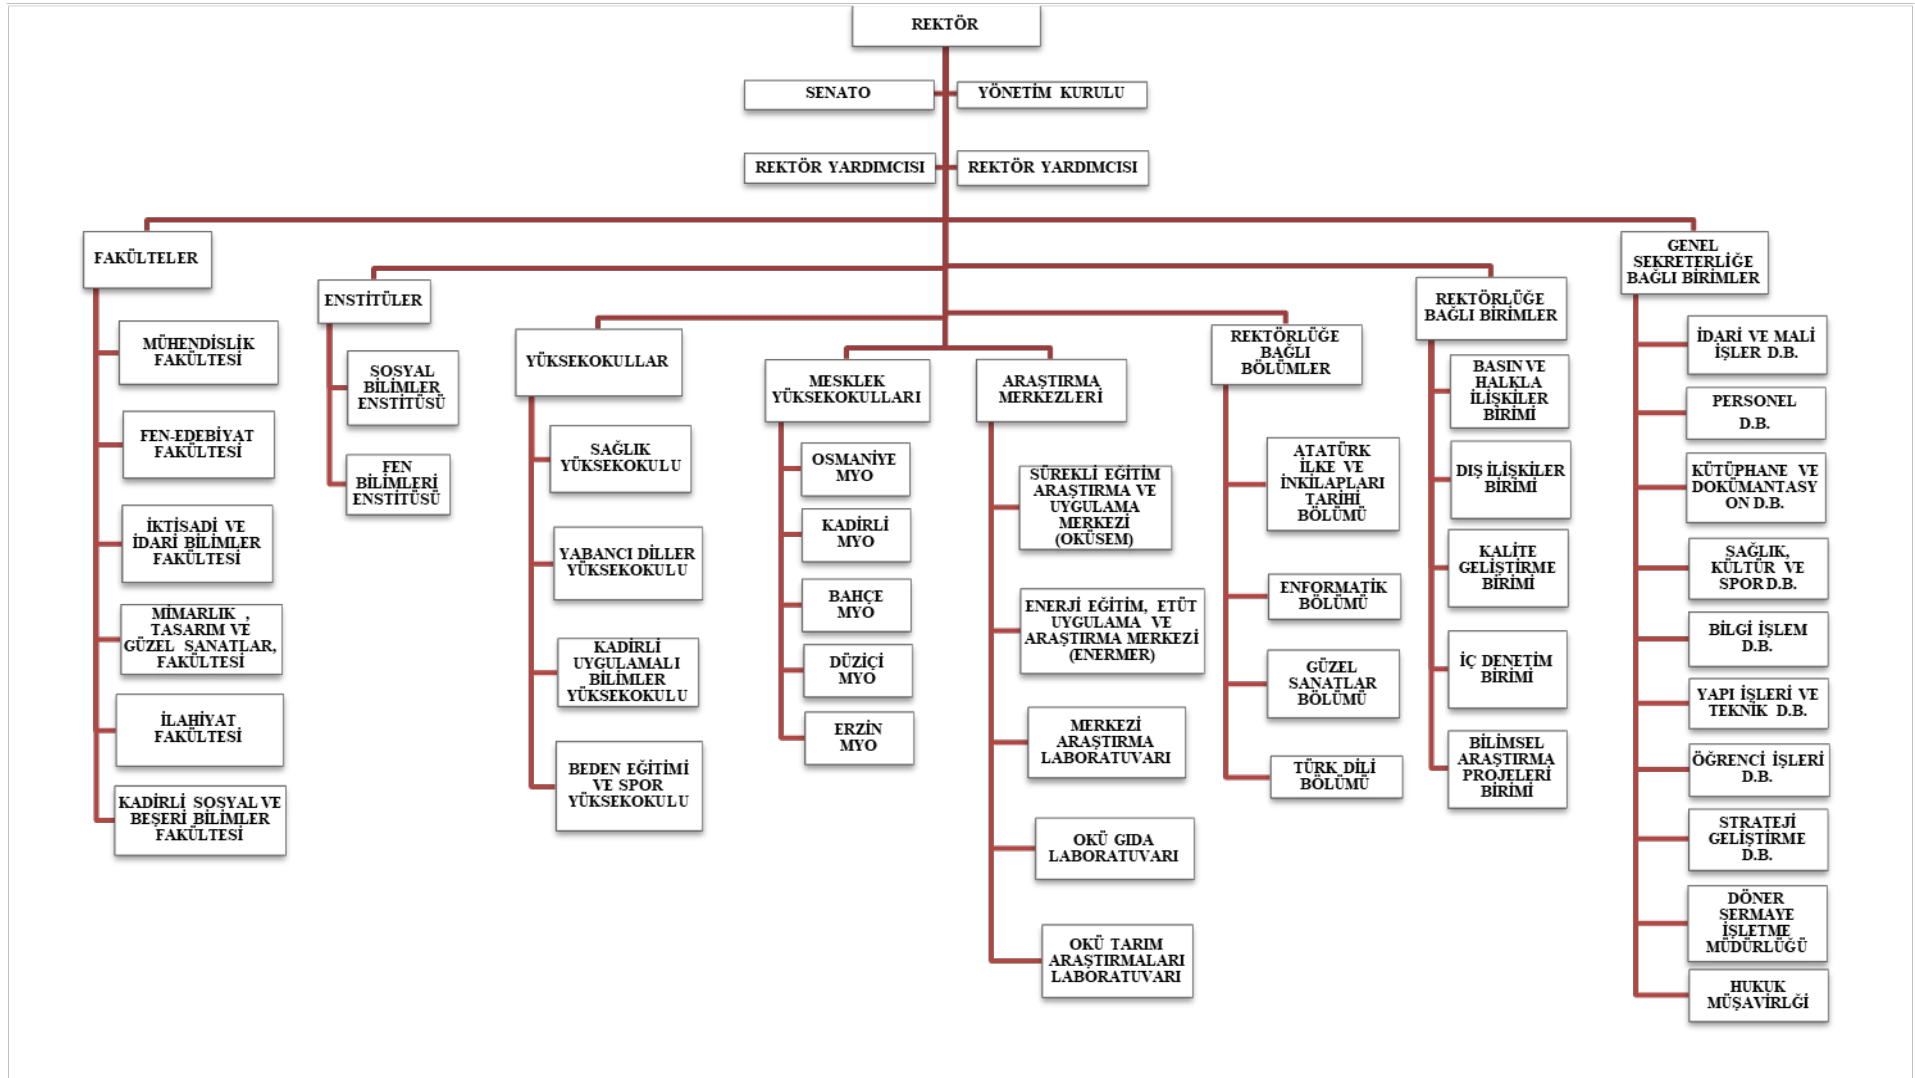 REKTÖR
SENATO
YÖNETİM KURULU
REKTÖR YARDIMCISI
REKTÖR YARDIMCISI
FAKÜLTELER
MÜHENDİSLİK
FAKÜLTESİ
FEN-EDEBİYAT
FAKÜLTESİ
İKTİSADİ VE
İDARİ BİLİMLER
FAKÜLTESİ
MİMARLIK ,
TASARIM VE
GÜZEL SANATLAR,
FAKÜLTESİ
İLAHİYAT
FAKÜLTESİ
KADİRLİ SOSYAL VE
BEŞERİ BİLİMLER
FAKÜLTESİ
ENSTİTÜLER
SOSYAL
BİLİMLER
ENSTİTÜSÜ
FEN
BİLİMLERİ
ENSTİTÜSÜ
YÜKSEKOKULLAR
SAĞLIK
YÜKSEKOKULU
YABANCI DİLLER
YÜKSEKOKULU
KADİRLİ
UYGULAMALI
BİLİMLER
YÜKSEKOKULU
BEDEN EĞİTİMİ
VE SPOR
YÜKSEKOKULU
MESKLEK
YÜKSEKOKULLARI
OSMANİYE
MYO
KADİRLİ
MYO
BAHÇE
MYO
DÜZİÇİ
MYO
ERZİN
MYO
ARAŞTIRMA
MERKEZLERİ
SÜREKLİ EĞİTİM
ARAŞTIRMA VE
UYGULAMA
MERKEZİ
(OKÜSEM)
ENERJİ EĞİTİM, ETÜT
UYGULAMA VE
ARAŞTIRMA MERKEZİ
(ENERMER)
MERKEZİ
ARAŞTIRMA
LABORATUVARI
OKÜ GIDA
LABORATUVARI
OKÜ TARIM
ARAŞTIRMALARI
LABORATUVARI
REKTÖRLÜĞE
BAĞLI
BÖLÜMLER
ATATÜRK
İLKE VE
İNKİLAPLARI
TARİHİ
BÖLÜMÜ
ENFORMATİK
BÖLÜMÜ
GÜZEL
SANATLAR
BÖLÜMÜ
TÜRK DİLİ
BÖLÜMÜ
REKTÖRLÜĞE
BAĞLI BİRİMLER
BASIN VE
HALKLA
İLİŞKİLER
BİRİMİ
DIŞ İLİŞKİLER
BİRİMİ
KALİTE
GELİŞTİRME
BİRİMİ
İÇ DENETİM
BİRİMİ
BİLİMSEL
ARAŞTIRMA
PROJELERİ
BİRİMİ
GENEL
SEKRETERLİĞE
BAĞLI BİRİMLER
İDARİ VE MALİ
İŞLER D.B.
PERSONEL
D.B.
KÜTÜPHANE VE
DOKÜMANTASY
ON D.B.
SAĞLIK,
KÜLTÜR VE
SPOR D.B.
BİLGİ İŞLEM
D.B.
YAPI İŞLERİ VE
TEKNİK D.B.
ÖĞRENCİ İŞLERİ
D.B.
STRATEJİ
GELİŞTİRME
D.B.
DÖNER
SERMAYE
İŞLETME
MÜDÜRLÜĞÜ
HUKUK
MÜŞAVİRLĞİ